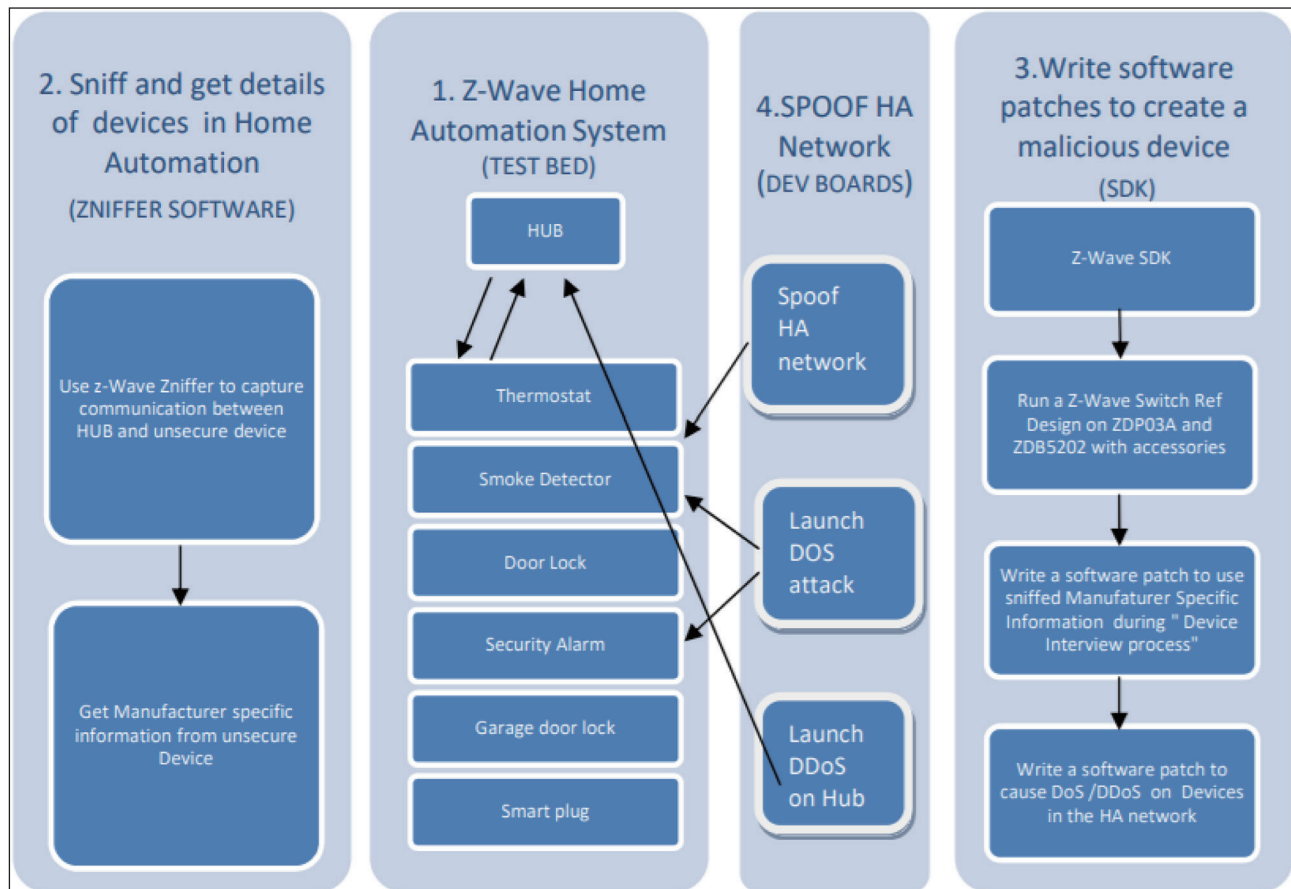 2. Sniff and get details
of devices in Home
Automation
(ZNIFFER SOFTWARE)
Use z-Wave Zniffer to capture
communication between
HUB and unsecure device
Get Manufacturer specific
information from unsecure
Device
1. Z-Wave Home
Automation System
(TEST BED)
HUB
Thermostat
Smoke Detector
Door Lock
Security Alarm
Garage door lock
Smart plug
4.SPOOF HA
Network
(DEV BOARDS)
Spoof
HA
network
Launch
DOS
attack
Launch
DDoS
on Hub
3.Write software
patches to create a
malicious device
(SDK)
Z-Wave SDK
Run a Z-Wave Switch Ref
Design on ZDP03A and
ZDB5202 with accessories
Write a software patch to use
sniffed Manufaturer Specific
Information during " Device
Interview process"
Write a software patch to
cause DoS /DDoS on Devices
in the HA network